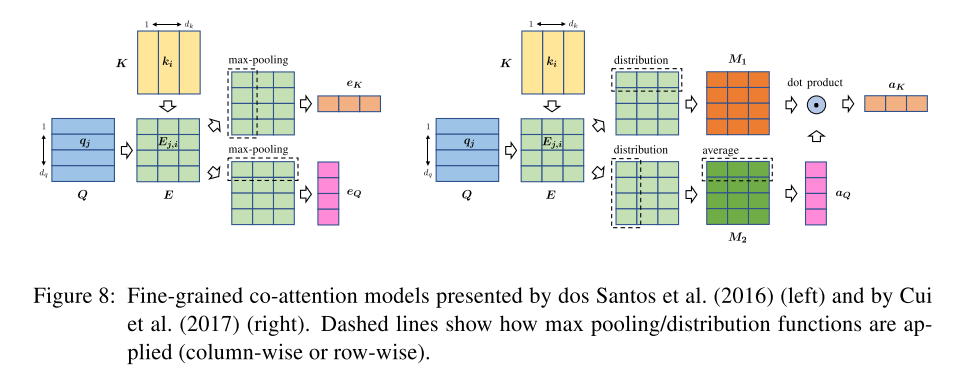 1 d_k
K
k_i
max-pooling
e_K
1
q_j
d_q
Q
E_{j,i}
E
max-pooling
e_Q
1 d_k
K
k_i
distribution
M_1
dot product
a_K
1
q_j
d_q
Q
E_{j,i}
E
distribution
average
M_2
a_Q
Figure 8: Fine-grained co-attention models presented by dos Santos et al. (2016) (left) and by Cui
et al. (2017) (right). Dashed lines show how max pooling/distribution functions are ap-
plied (column-wise or row-wise).